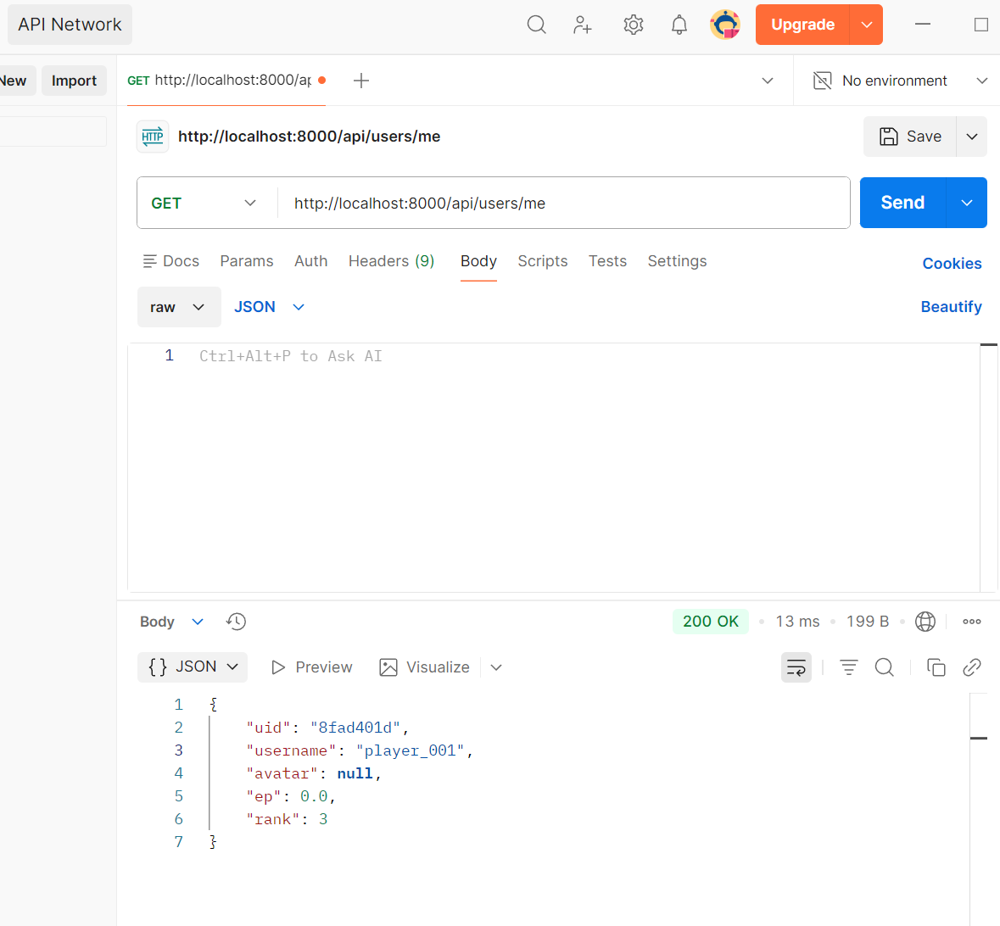 API Network
Upgrade
New
Import
GET http://localhost:8000/ap
No environment
HTTP
http://localhost:8000/api/users/me
Save
GET
http://localhost:8000/api/users/me
Send
Docs
Params
Auth
Headers (9)
Body
Scripts
Tests
Settings
Cookies
raw
JSON
Beautify
1 Ctrl+Alt+P to Ask AI
Body
200 OK
13 ms
199 B
{} JSON
Preview
Visualize
1 {
2 "uid": "8fad401d",
3 "username": "player_001",
4 "avatar": null,
5 "ep": 0.0,
6 "rank": 3
7 }